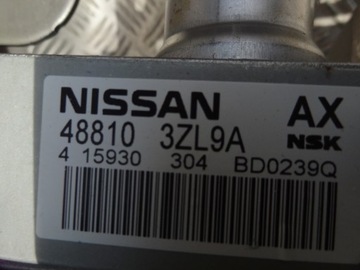 NISSAN AX
48810 3ZL9A NSK
4 15930 304 BD0239Q